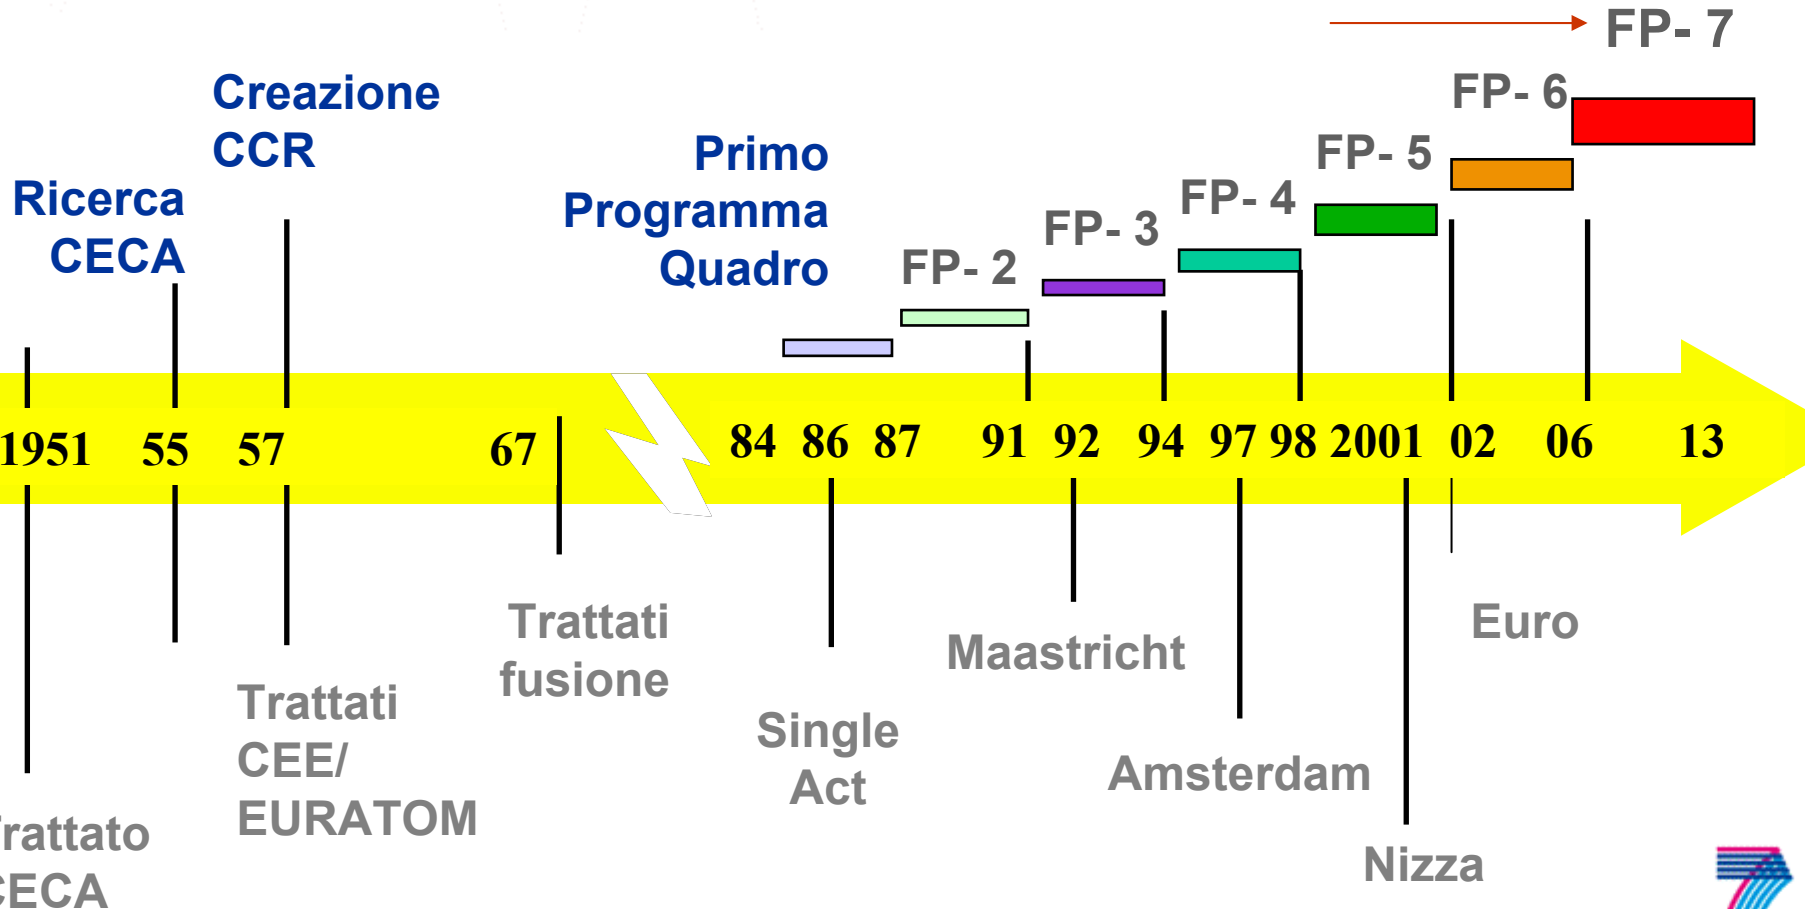 FP- 7
Creazione
CCR
FP- 6
Primo
Programma
Quadro
FP- 5
Ricerca
CECA
FP- 4
FP- 3
FP- 2
1951 55 57 67 84 86 87 91 92 94 97 98 2001 02 06 13
Trattati
fusione
Euro
Maastricht
Trattati
CEE/
EURATOM
Single
Act
Amsterdam
rattato
CECA
Nizza